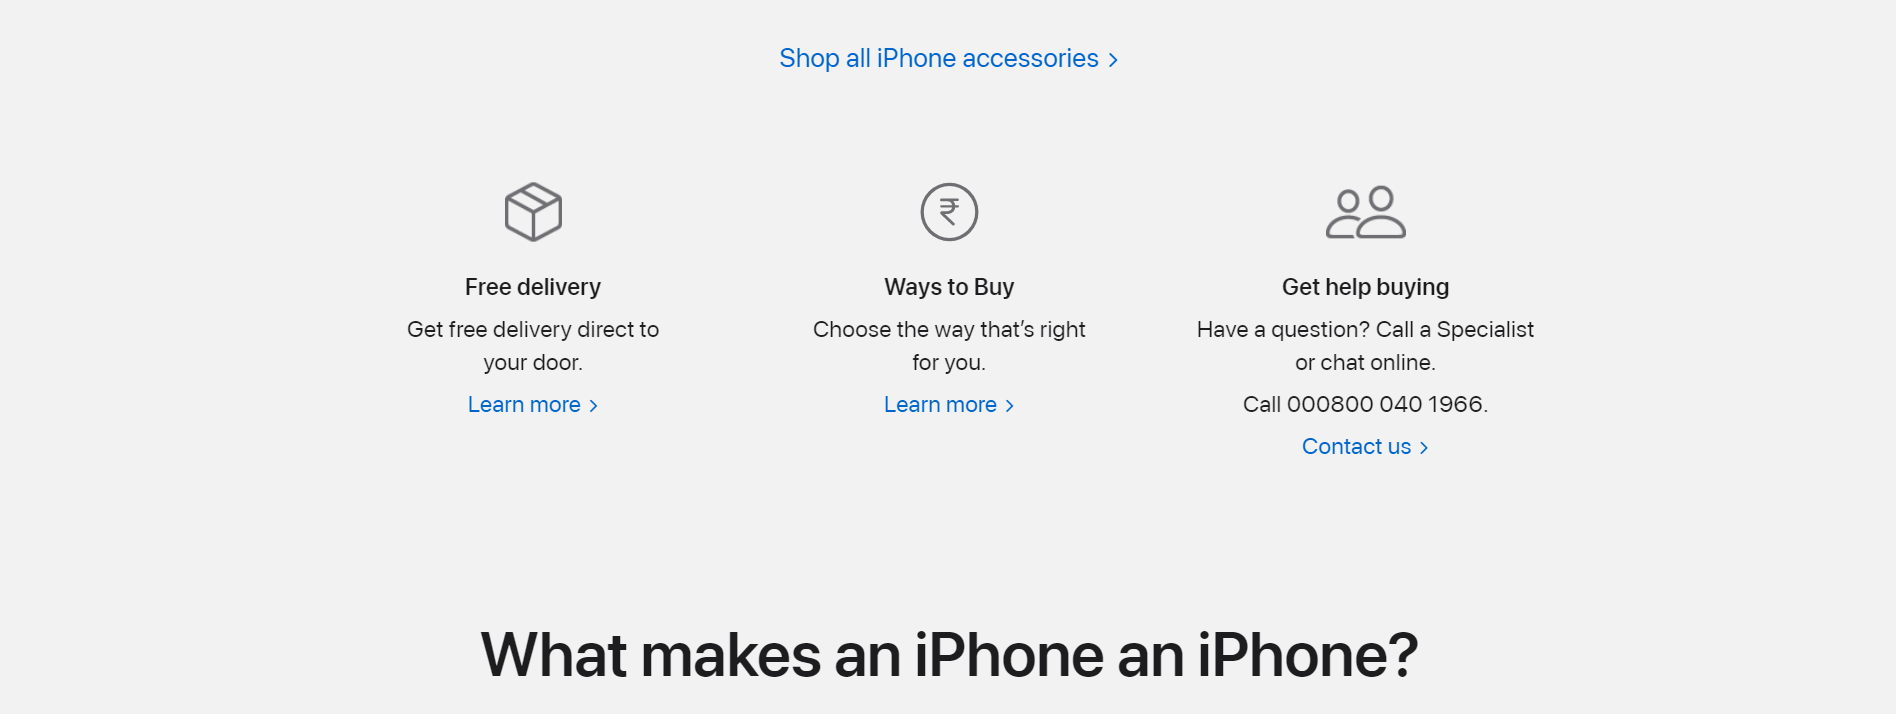 Shop all iPhone accessories >
Free delivery
Get free delivery direct to
your door.
Learn more >
₹
Ways to Buy
Choose the way that’s right
for you.
Learn more >
Get help buying
Have a question? Call a Specialist
or chat online.
Call 000800 040 1966.
Contact us >
What makes an iPhone an iPhone?